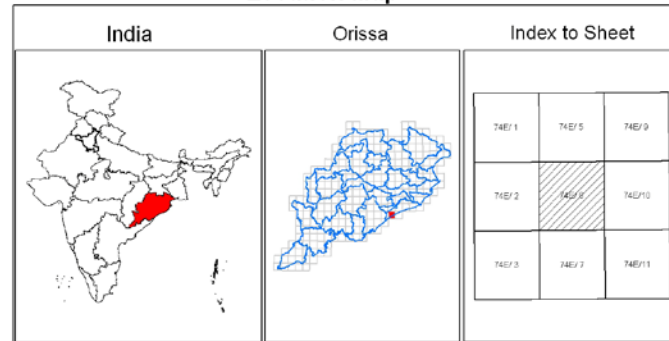 India
Orissa
Index to Sheet
74E/ 1
74E/ 5
74E/ 9
74E/ 2
74E/10
74E/ 3
74E/ 7
74E/11